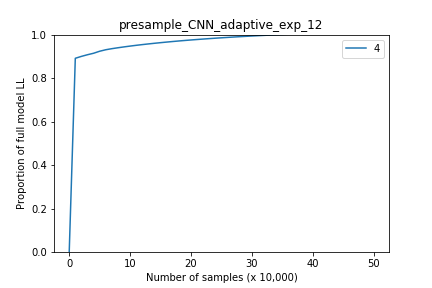 presample_CNN_adaptive_exp_12
1.0
4
0.8
0.6
0.4
0.2
0.0
Proportion of full model LL
0 10 20 30 40 50
Number of samples (x 10,000)